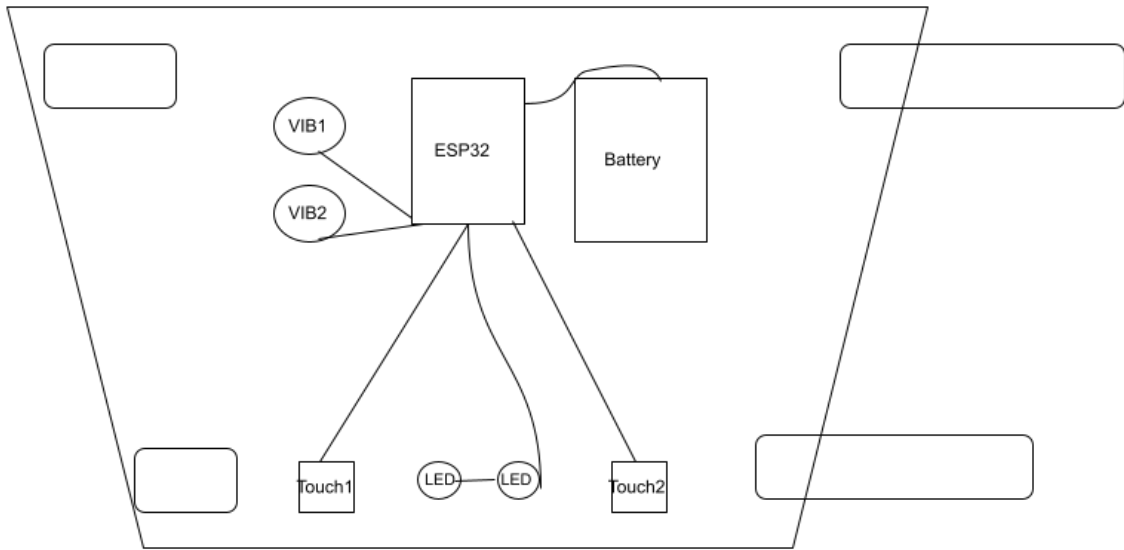 VIB1
ESP32
Battery
VIB2
Touch1
LED
LED
Touch2